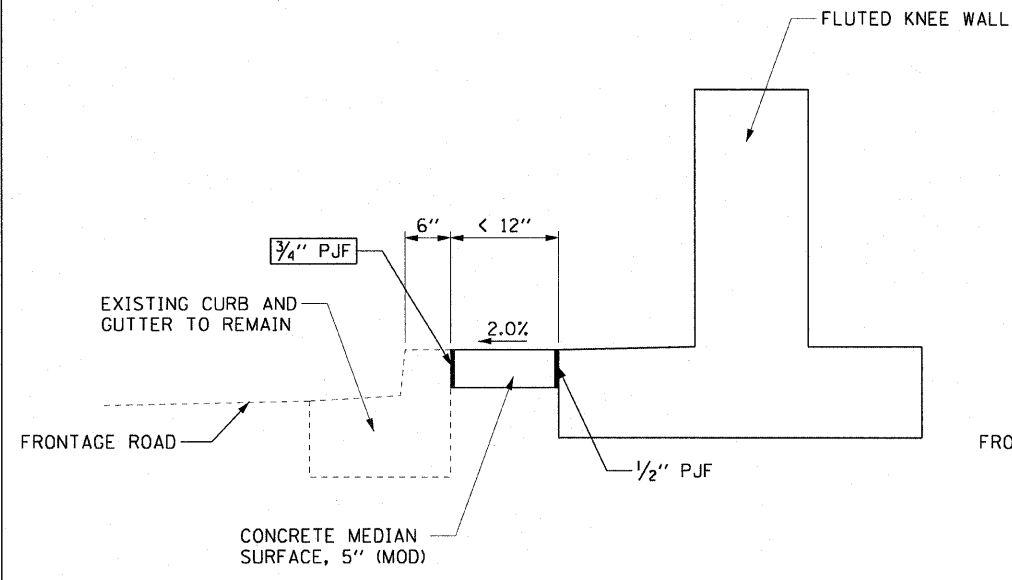 FLUTED KNEE WALL
6" < 12"
3/4" PJF
EXISTING CURB AND
GUTTER TO REMAIN
2.0%
FRONTAGE ROAD
FRO
1/2" PJF
CONCRETE MEDIAN
SURFACE, 5" (MOD)